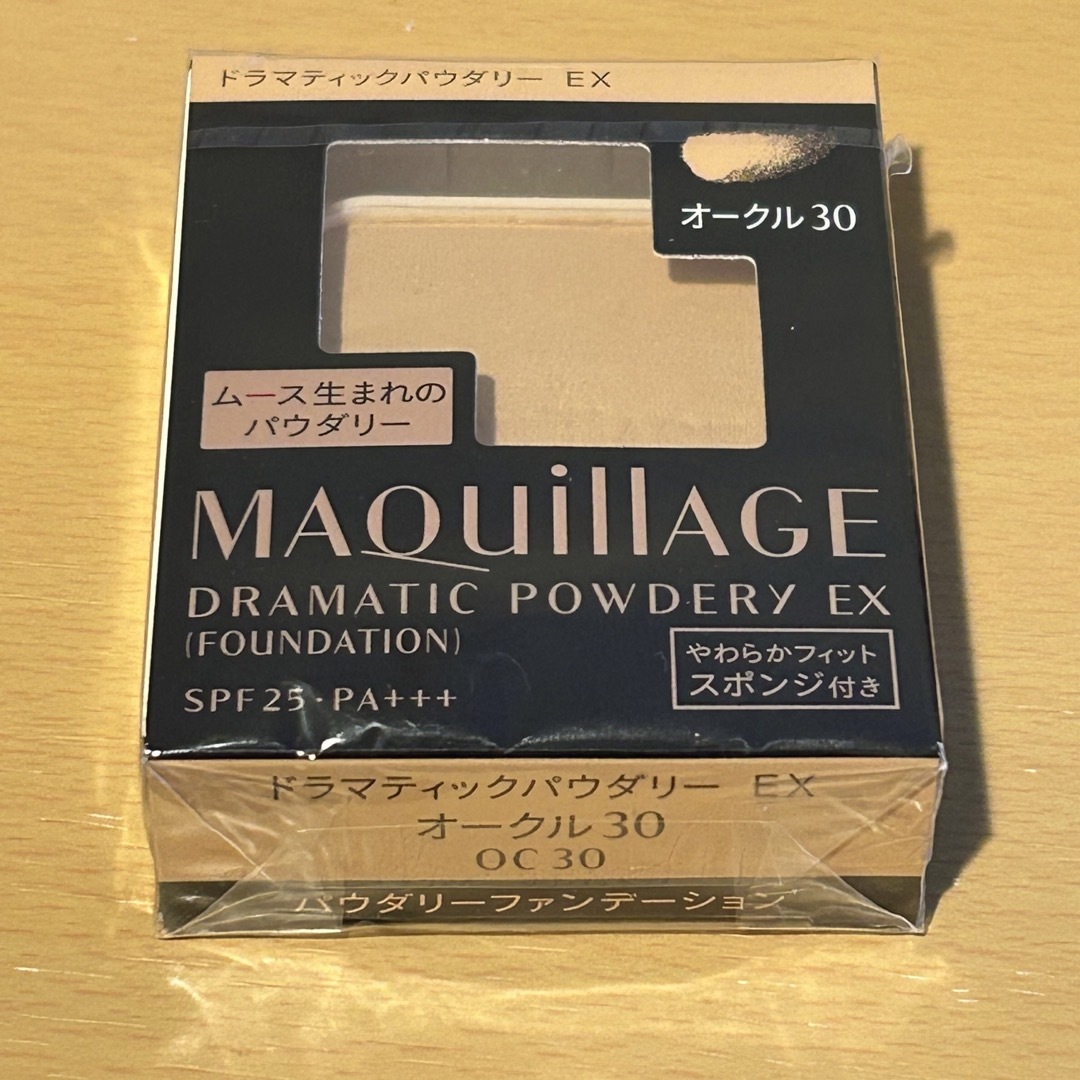 ドラマティックパウダリー EX
オークル30
ムース生まれの
パウダリー
MAQuillAGE
DRAMATIC POWDERY EX
(FOUNDATION)
SPF25・PA+++
やわらかフィット
スポンジ付き
ドラマティックパウダリー EX
オークル30
OC30
パウダリーファンデーション